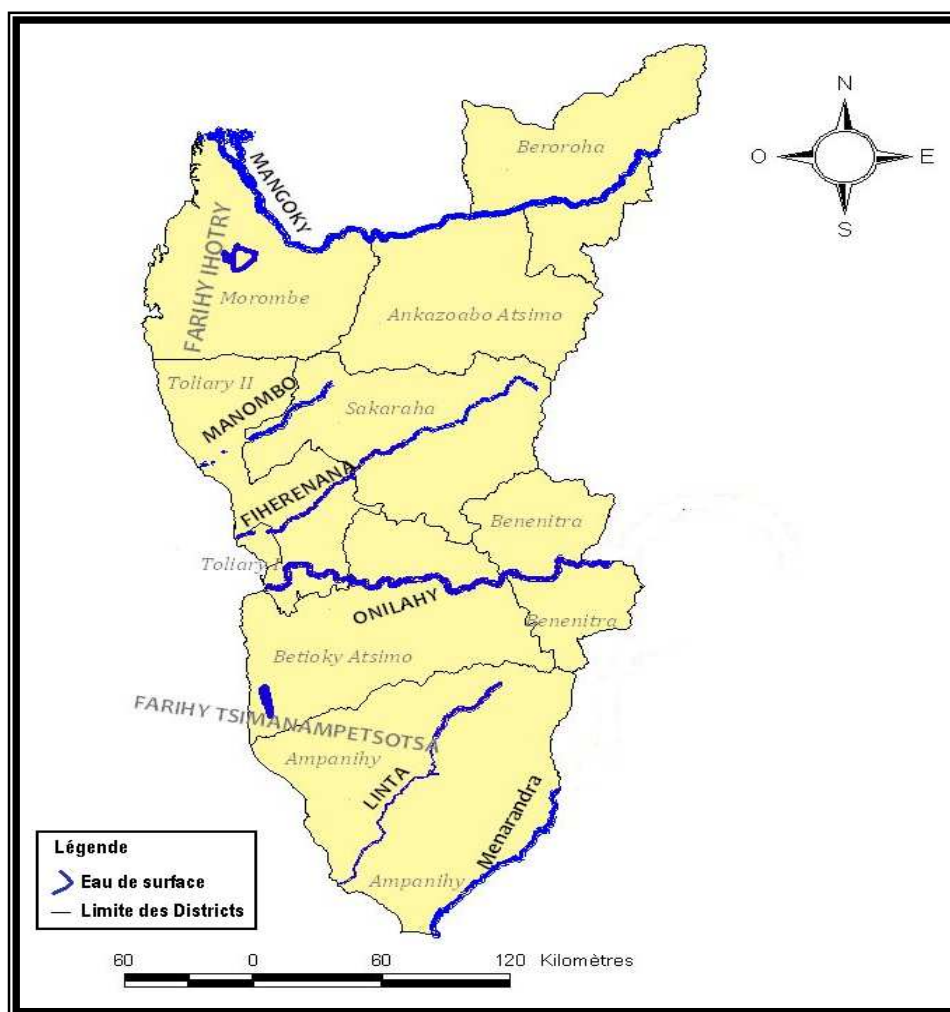 N
O E
S
Beroroha
MANGOKY
FARIHY IHOTRY
Morombe
Ankazoabo Atsimo
Toliary II
MANOMBO
Sakaraha
FIHERENANA
Benenitra
Toliary I
ONILAHY
Benenitra
Betioky Atsimo
FARIHY TSIMANAMPETSOTSA
Ampanihy
LINTA
Menarandra
Ampanihy
Légende
Eau de surface
Limite des Districts
60 0 60 120 Kilomètres